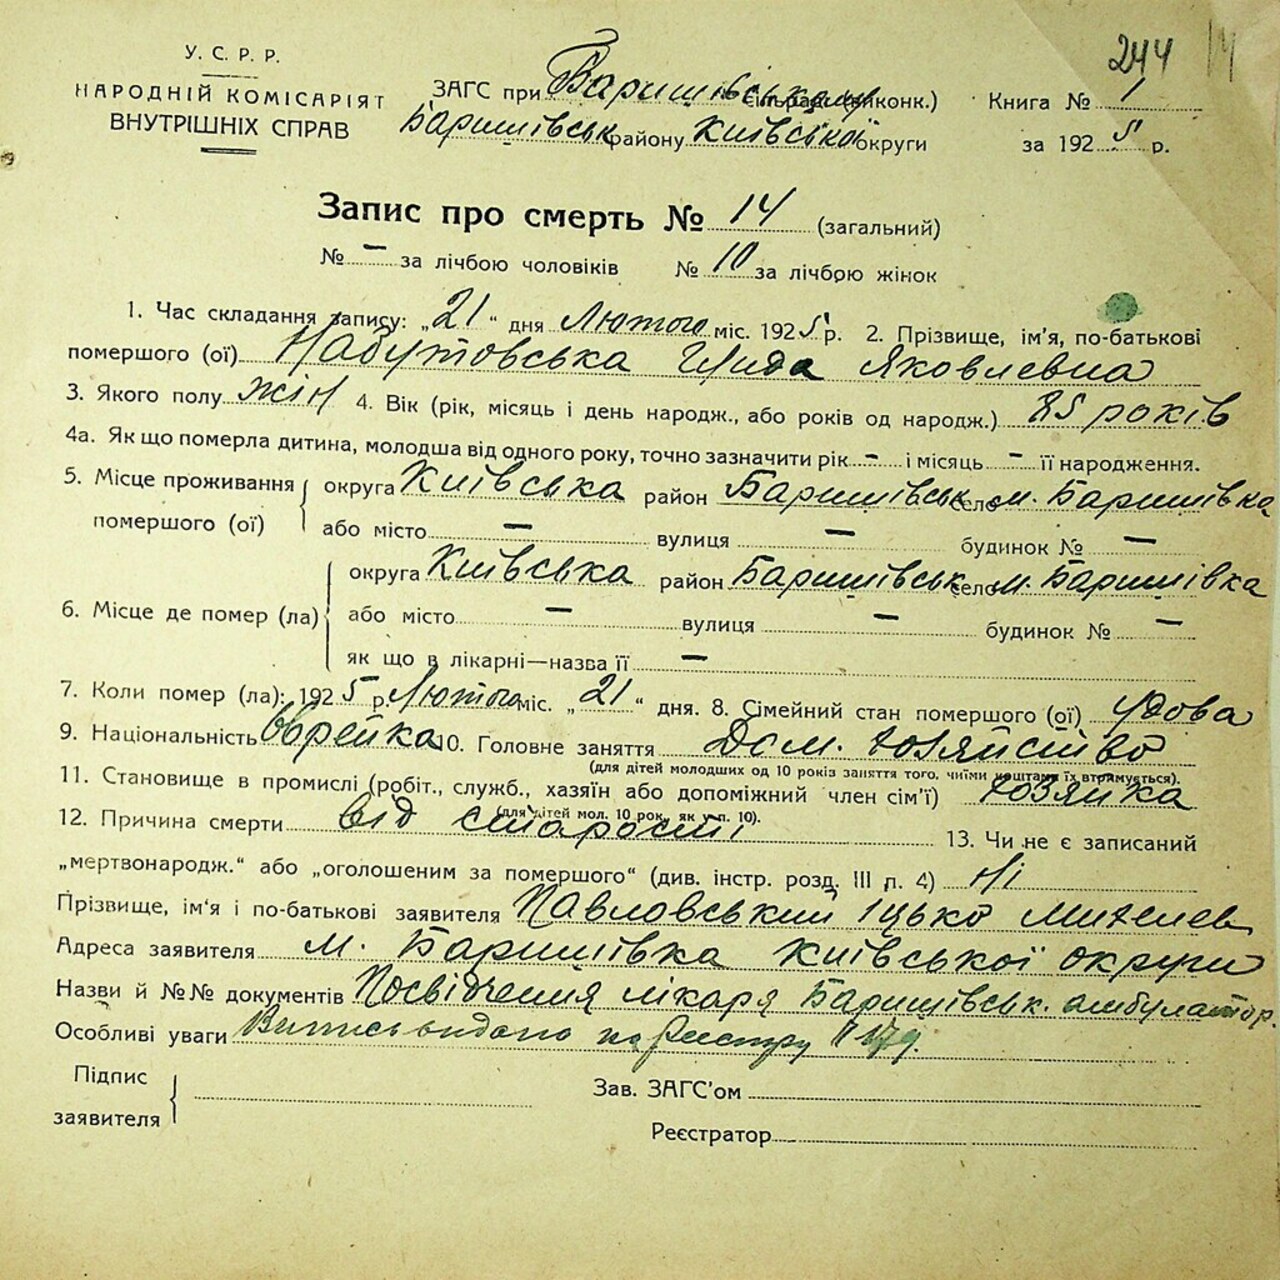 244 14
У. С. Р. Р.
НАРОДНІЙ КОМІСАРІЯТ
ВНУТРІШНІХ СПРАВ
ЗАГС при Баришівському (виконк.) Книга № 1
Баришівськ району Київської округи за 1925 р.
Запис про смерть № 14 (загальний)
№ — за лічбою чоловіків № 10 за лічбою жінок
1. Час складання запису: „21“ дня Лютого міс. 1925 р. 2. Прізвище, ім'я, по-батькові
помершого (ої) Набутовська Яковлевна
3. Якого полу жін 4. Вік (рік, місяць і день народж., або років од народж.) 85 років
4а. Як що померла дитина, молодша від одного року, точно зазначити рік - і місяць - її народження.
5. Місце проживання помершого (ої) округа Київська район Баришівськ село м. Баришівка
або місто — вулиця — будинок № —
6. Місце де помер (ла) округа Київська район Баришівськ село м. Баришівка
або місто — вулиця — будинок № —
як що в лікарні—назва її —
7. Коли помер (ла): 1925 р. Лютого міс. „21“ дня. 8. Сімейний стан помершого (ої) удова
9. Національність Єврейка 10. Головне заняття Дом. хозяйство
(для дітей молодших од 10 років заняття того, чиїми коштами їх втримується).
11. Становище в промислі (робіт., служб., хазяїн або допоміжний член сім'ї) хозяйка
(для дітей мол. 10 рок. як у п. 10).
12. Причина смерти від старости 13. Чи не є записаний
„мертвонародж.“ або „оголошеним за помершого“ (див. інстр. розд. III п. 4) ні
Прізвище, ім'я і по-батькові заявителя Павловський Іцько Михелев
Адреса заявителя м. Баришівка Київської округи
Назви й №№ документів Посвідчення лікаря Баришівськ. амбулатор.
Особливі уваги Випись видано по Реєстру
Підпис заявителя Зав. ЗАГС'ом
Реєстратор